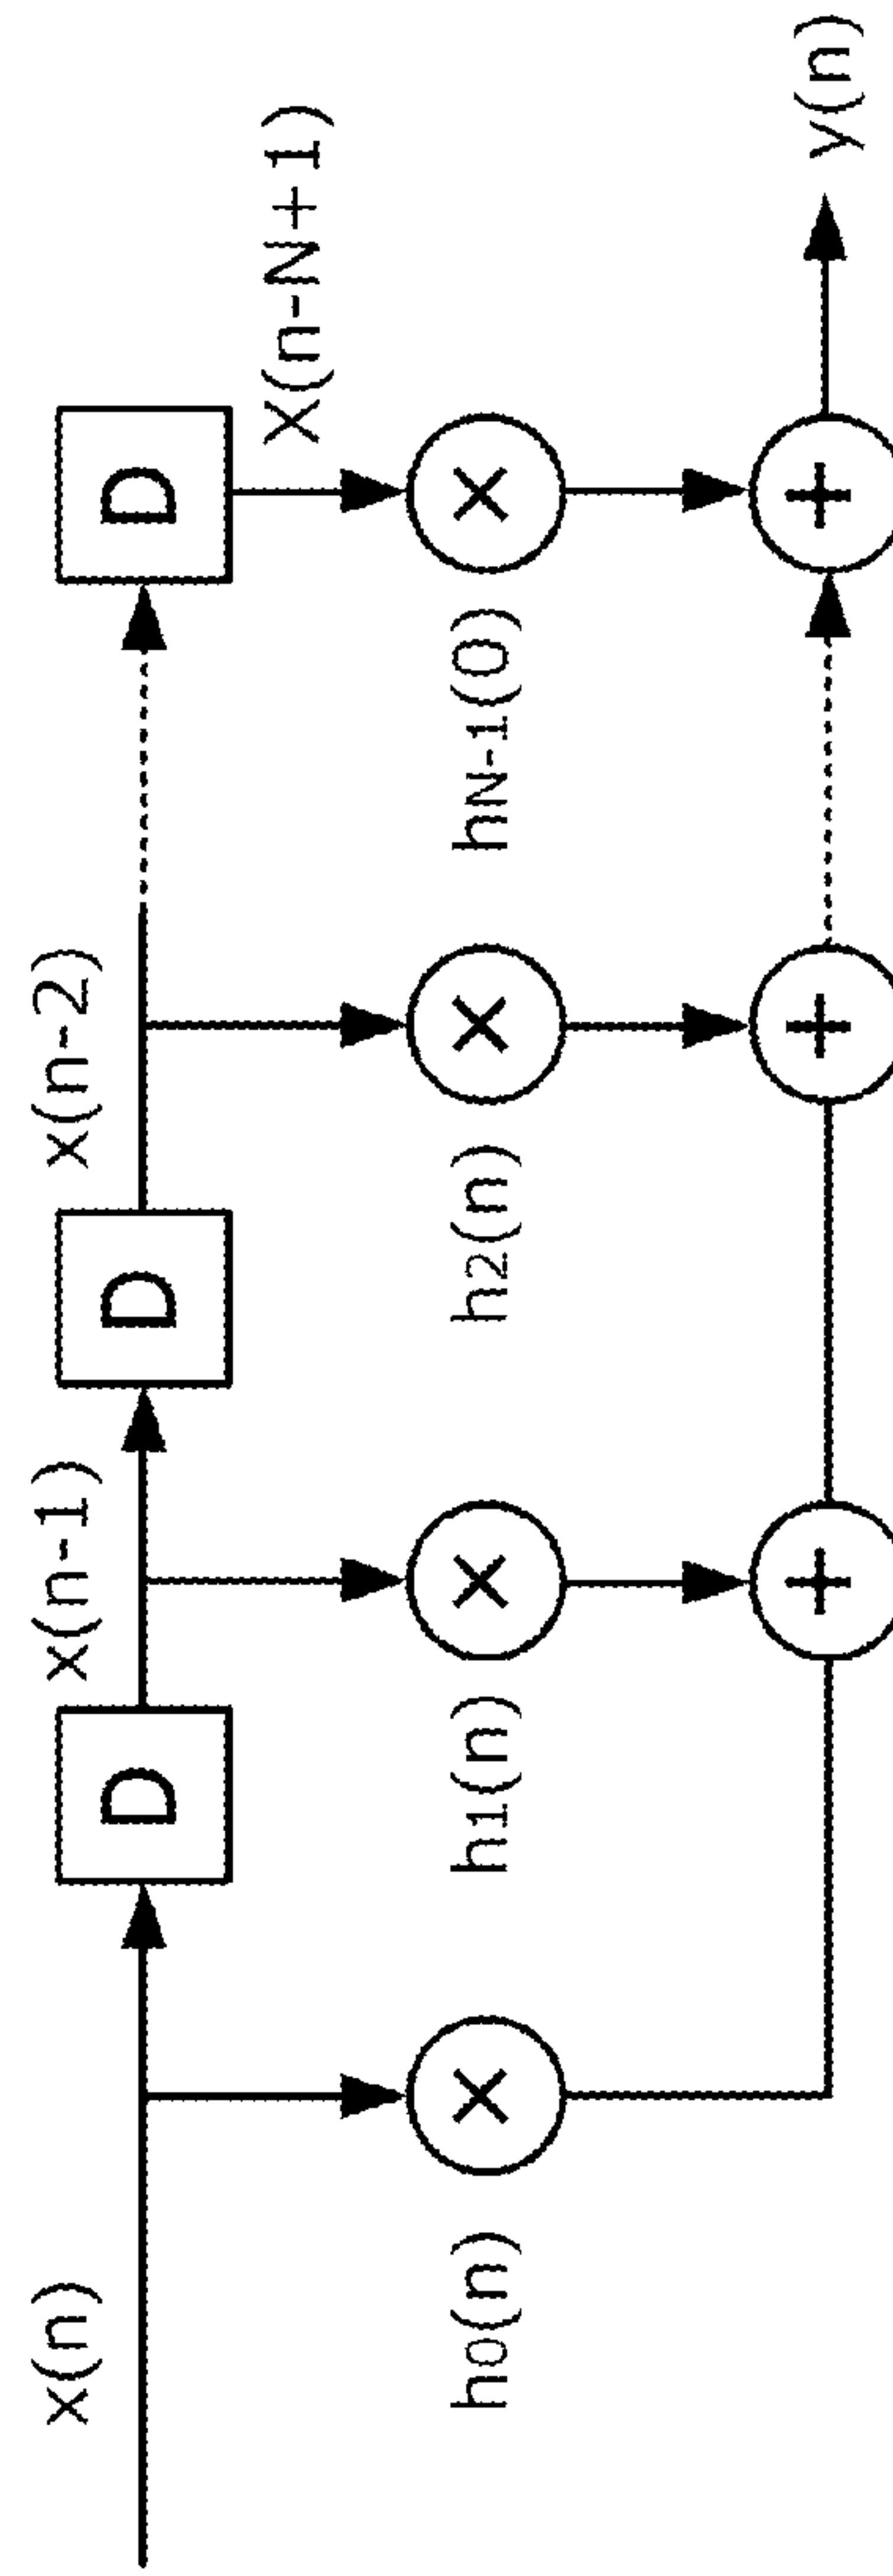 x(n)
x(n-1)
x(n-2)
D
D
D
X(n-N+1)
h0(n)
×
h1(n)
×
h2(n)
×
hN-1(0)
×
+
+
+
y(n)